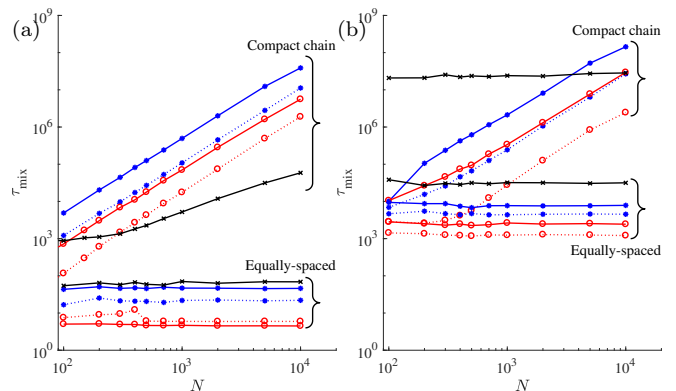 (a)
10^9
Compact chain
10^6
τ_mix
10^3
Equally-spaced
10^0
10^2
10^3
10^4
N
(b)
10^9
Compact chain
10^6
τ_mix
10^3
Equally-spaced
10^0
10^2
10^3
10^4
N